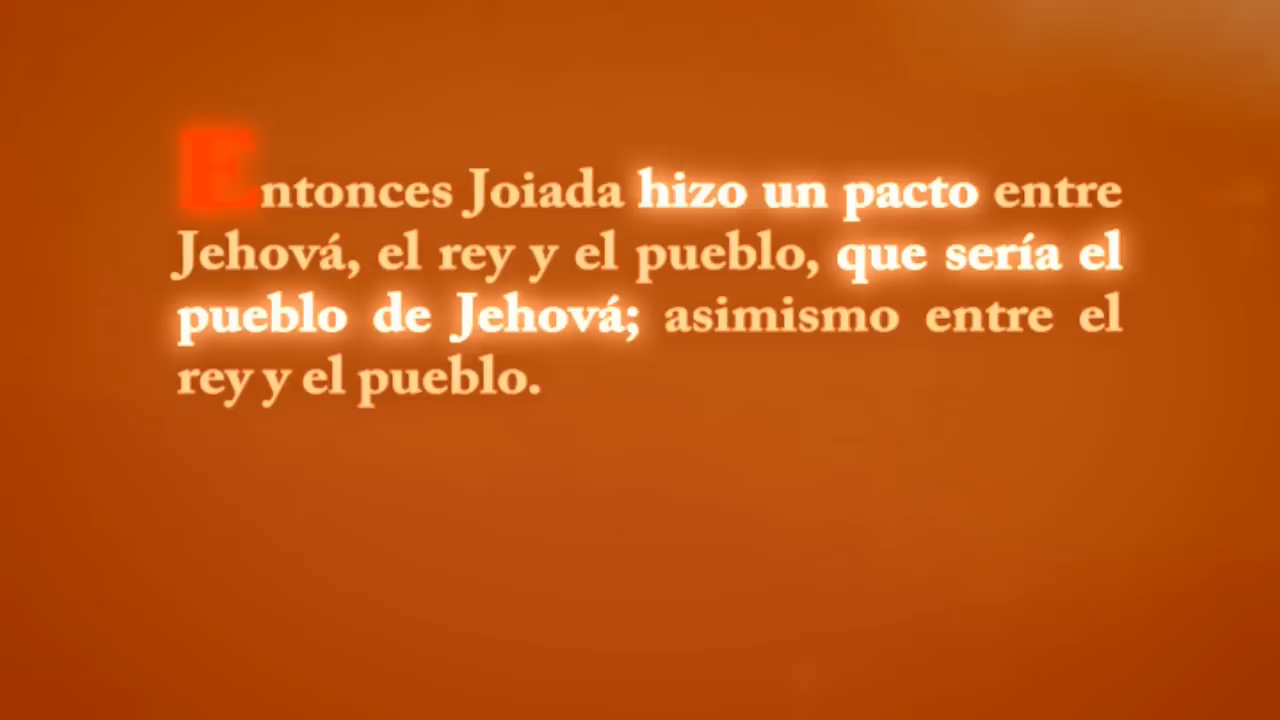 Entonces Joiada hizo un pacto entre
Jehová, el rey y el pueblo, que sería el
pueblo de Jehová; asimismo entre el
rey y el pueblo.